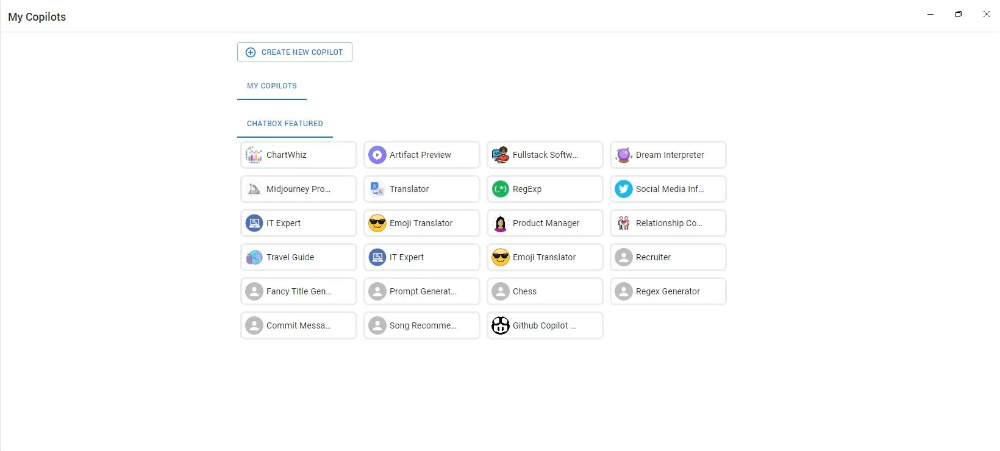 My Copilots
CREATE NEW COPILOT
MY COPILOTS
CHATBOX FEATURED
ChartWhiz
Artifact Preview
Fullstack Softw...
Dream Interpreter
Midjourney Pro...
Translator
(.*) RegExp
Social Media Inf...
IT Expert
Emoji Translator
Product Manager
Relationship Co...
Travel Guide
IT Expert
Emoji Translator
Recruiter
Fancy Title Gen...
Prompt Generat...
Chess
Regex Generator
Commit Messa...
Song Recomme...
Github Copilot ...